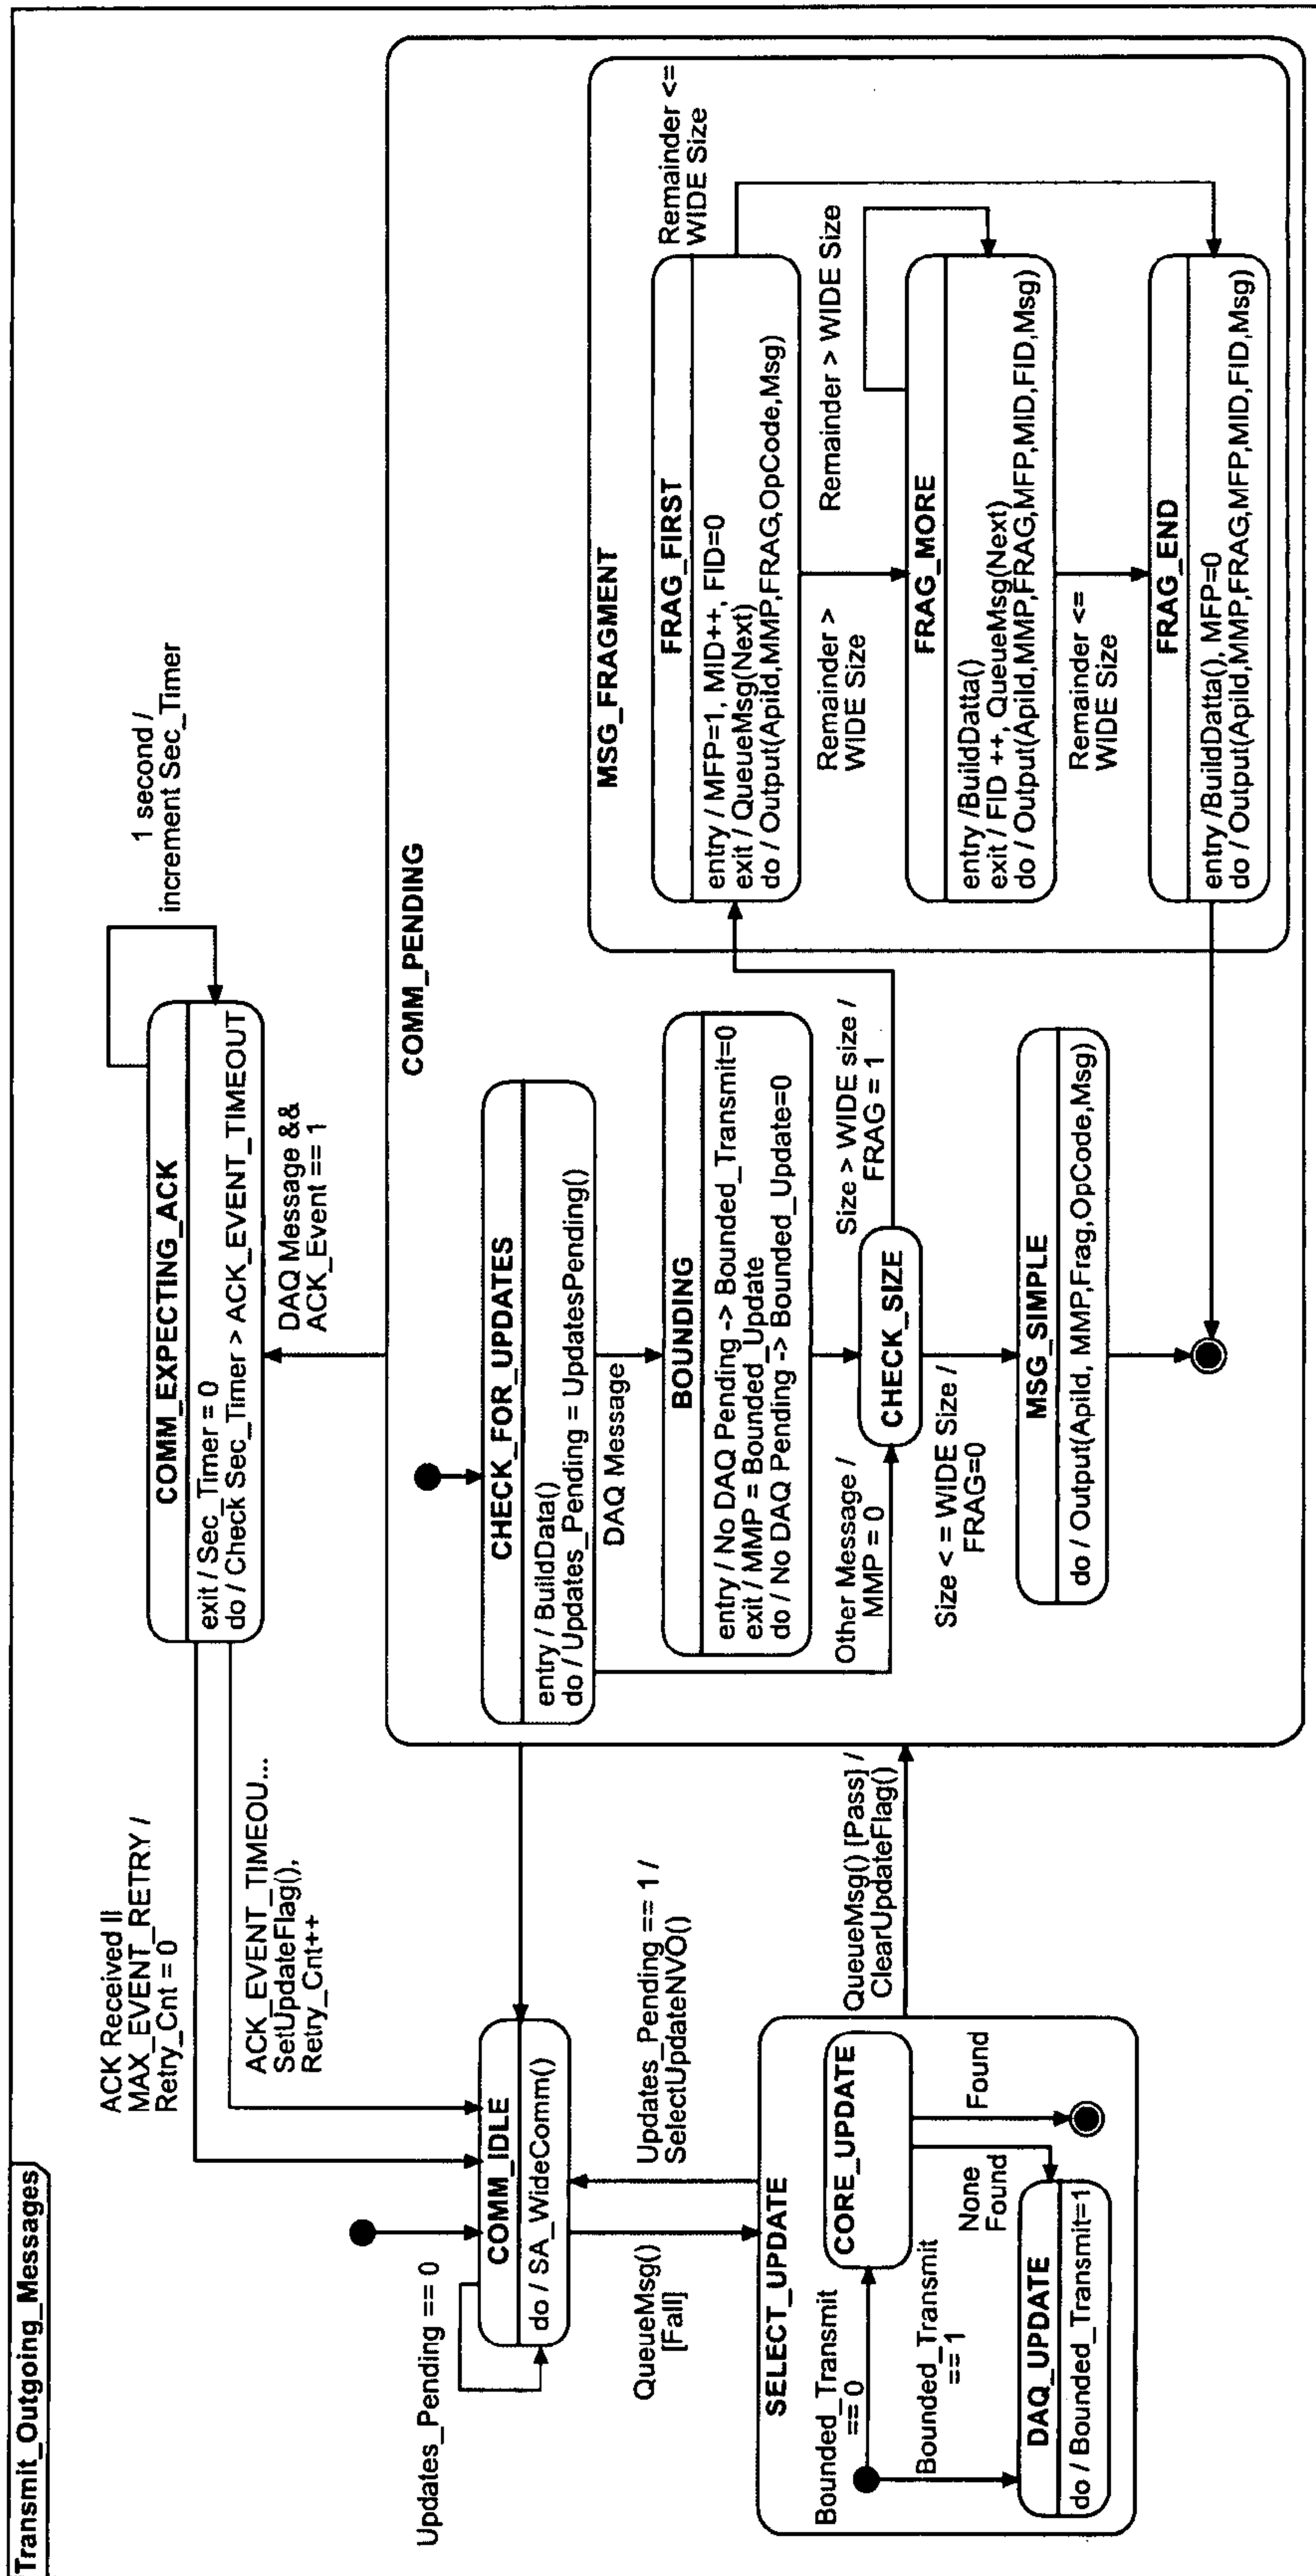 Transmit_Outgoing_Messages
ACK Received ||
MAX_EVENT_RETRY /
Retry_Cnt = 0
ACK_EVENT_TIMEOU...
SetUpdateFlag(),
Retry_Cnt++
COMM_EXPECTING_ACK
exit / Sec_Timer = 0
do / Check Sec_Timer > ACK_EVENT_TIMEOUT
1 second /
increment Sec_Timer
DAQ Message &&
ACK_Event == 1
Updates_Pending == 0
COMM_IDLE
do / SA_WideComm()
QueueMsg()
[Fail]
Updates_Pending == 1 /
SelectUpdateNVO()
SELECT_UPDATE
Bounded_Transmit
== 0
CORE_UPDATE
Bounded_Transmit
== 1
None
Found
Found
DAQ_UPDATE
do / Bounded_Transmit=1
QueueMsg() [Pass] /
ClearUpdateFlag()
COMM_PENDING
CHECK_FOR_UPDATES
entry / BuildData()
do / Updates_Pending = UpdatesPending()
DAQ Message
BOUNDING
entry / No DAQ Pending -> Bounded_Transmit=0
exit / MMP = Bounded_Update
do / No DAQ Pending -> Bounded_Update=0
Other Message /
MMP = 0
CHECK_SIZE
Size > WIDE size /
FRAG = 1
Size < = WIDE Size /
FRAG=0
MSG_SIMPLE
do / Output(ApiId, MMP,Frag,OpCode,Msg)
MSG_FRAGMENT
FRAG_FIRST
entry / MFP=1, MID++, FID=0
exit / QueueMsg(Next)
do / Output(ApiId,MMP,FRAG,OpCode,Msg)
Remainder <=
WIDE Size
Remainder >
WIDE Size
Remainder > WIDE Size
FRAG_MORE
entry /BuildDatta()
exit / FID ++, QueueMsg(Next)
do / Output(ApiId,MMP,FRAG,MFP,MID,FID,Msg)
Remainder <=
WIDE Size
FRAG_END
entry /BuildDatta(), MFP=0
do / Output(ApiId,MMP,FRAG,MFP,MID,FID,Msg)